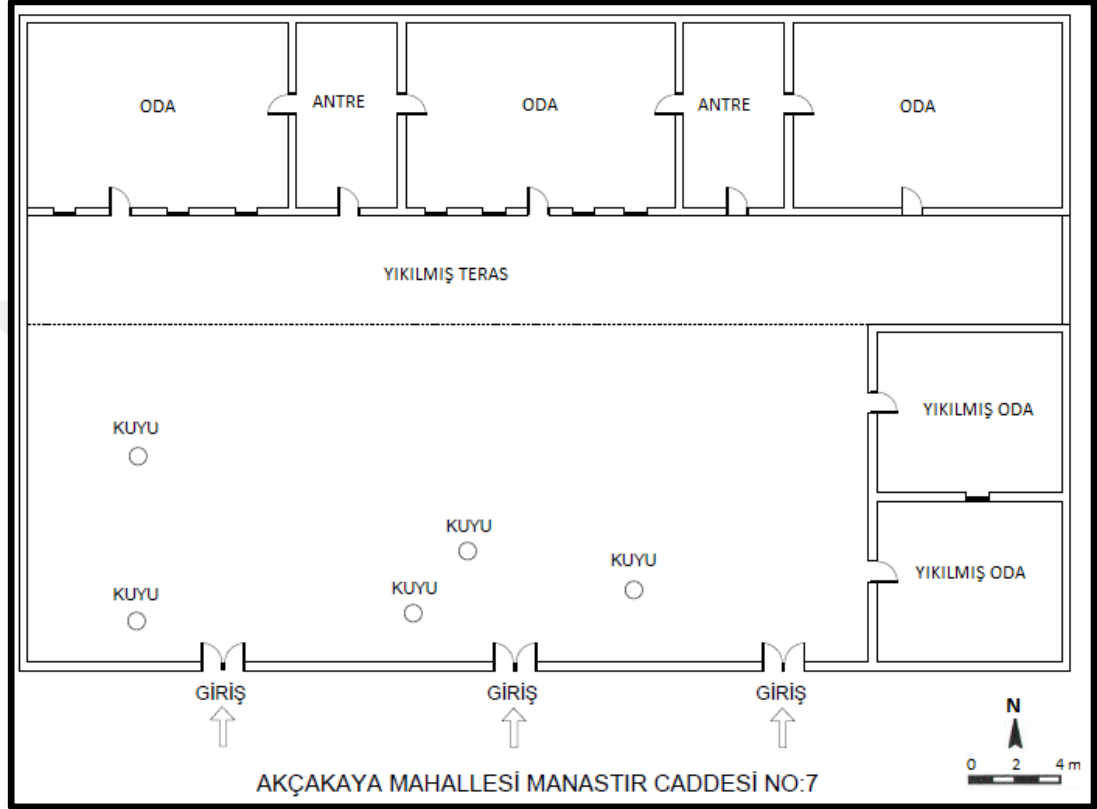 ODA
ANTRE
ODA
ANTRE
ODA
YIKILMIŞ TERAS
YIKILMIŞ ODA
KUYU
KUYU
KUYU
YIKILMIŞ ODA
KUYU
KUYU
GİRİŞ
GİRİŞ
GİRİŞ
N
0 2 4 m
AKÇAKAYA MAHALLESİ MANASTIR CADDESİ NO:7